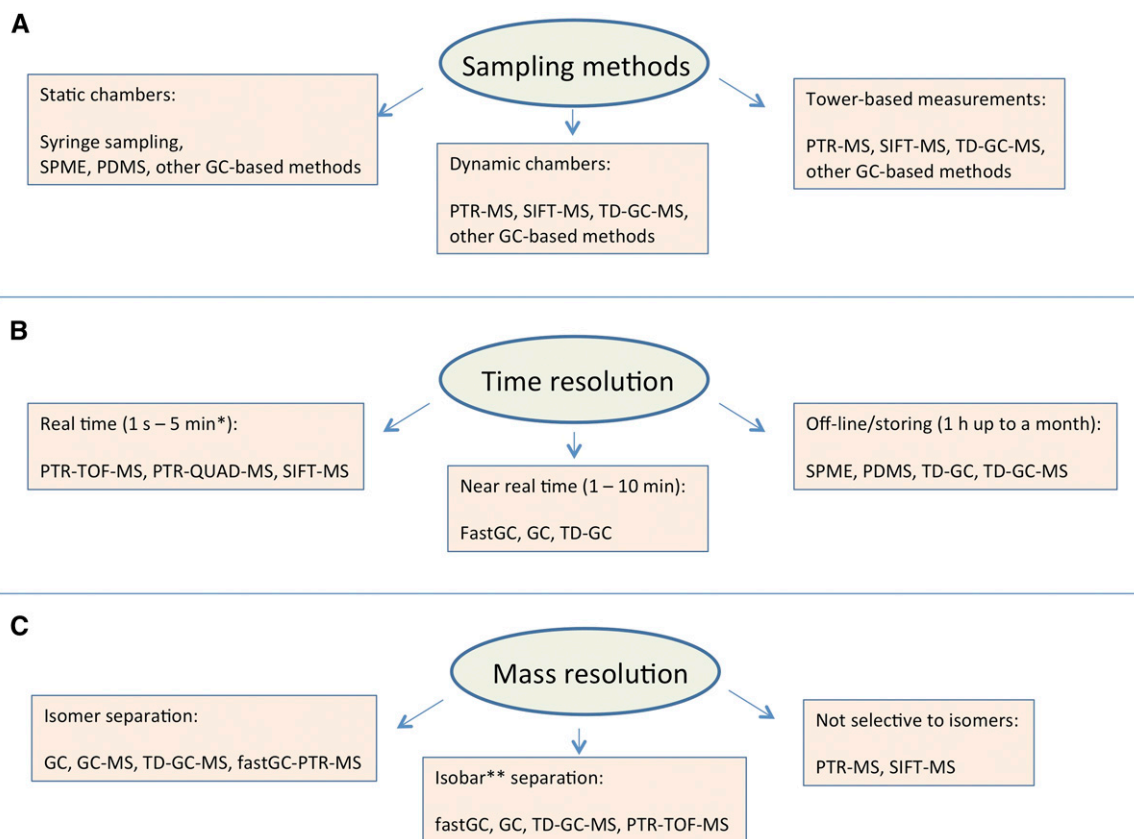 A
Sampling methods
Static chambers:
Syringe sampling,
SPME, PDMS, other GC-based methods
Dynamic chambers:
PTR-MS, SIFT-MS, TD-GC-MS,
other GC-based methods
Tower-based measurements:
PTR-MS, SIFT-MS, TD-GC-MS,
other GC-based methods
B
Time resolution
Real time (1 s – 5 min*):
PTR-TOF-MS, PTR-QUAD-MS, SIFT-MS
Near real time (1 – 10 min):
FastGC, GC, TD-GC
Off-line/storing (1 h up to a month):
SPME, PDMS, TD-GC, TD-GC-MS
C
Mass resolution
Isomer separation:
GC, GC-MS, TD-GC-MS, fastGC-PTR-MS
Isobar** separation:
fastGC, GC, TD-GC-MS, PTR-TOF-MS
Not selective to isomers:
PTR-MS, SIFT-MS